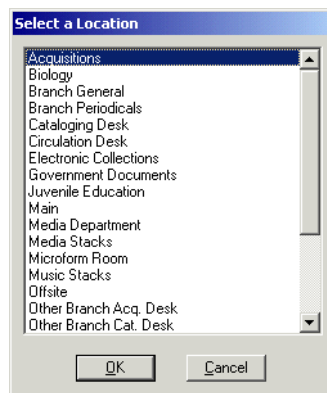 Select a Location
Acquisitions
Biology
Branch General
Branch Periodicals
Cataloging Desk
Circulation Desk
Electronic Collections
Government Documents
Juvenile Education
Main
Media Department
Media Stacks
Microform Room
Music Stacks
Offsite
Other Branch Acq. Desk
Other Branch Cat. Desk
OK Cancel